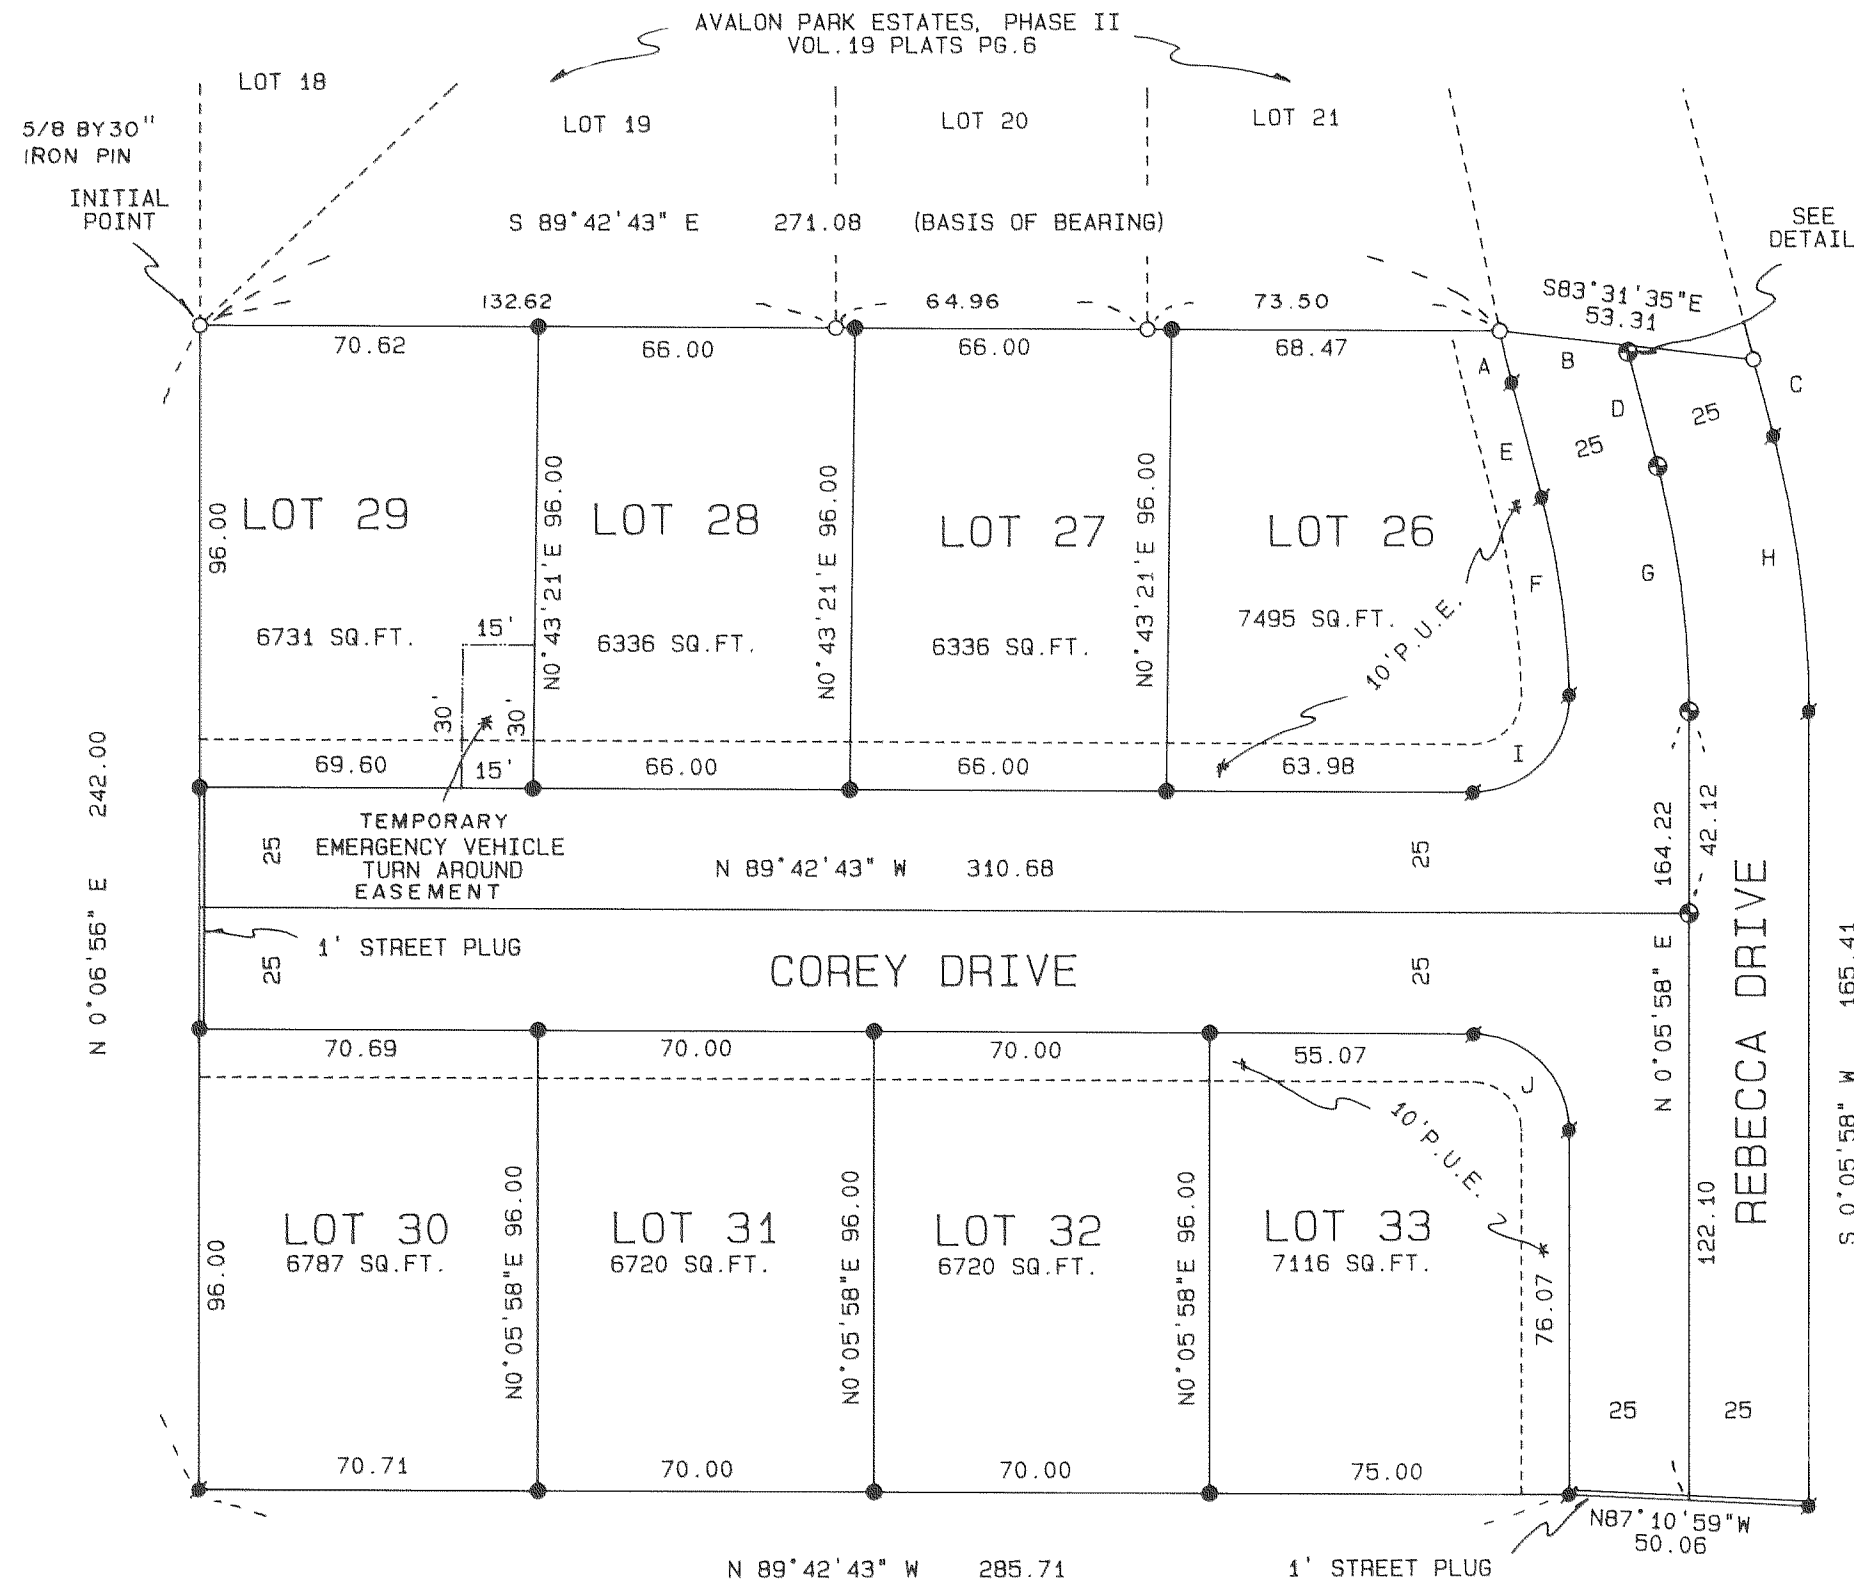 AVALON PARK ESTATES, PHASE II
VOL.19 PLATS PG.6
LOT 18
5/8 BY 30"
IRON PIN
INITIAL
POINT
LOT 19
LOT 20
LOT 21
S 89°42'43" E 271.08 (BASIS OF BEARING)
SEE
DETAIL
132.62
64.96
73.50
S83°31'35"E
53.31
70.62
66.00
66.00
68.47
A
B
C
D
25
25
E
96.00
LOT 29
N0°43'21'E 96.00
LOT 28
N0°43'21'E 96.00
LOT 27
N0°43'21'E 96.00
LOT 26
F
G
H
6731 SQ.FT.
15'
6336 SQ.FT.
6336 SQ.FT.
7495 SQ.FT.
10'P.U.E.
30'
30'
69.60
15'
66.00
66.00
63.98
I
N 0°06'56" E 242.00
25
TEMPORARY
EMERGENCY VEHICLE
TURN AROUND
EASEMENT
N 89°42'43" W 310.68
25
164.22
42.12
1' STREET PLUG
25
COREY DRIVE
25
N 0°05'58" E
REBECCA DRIVE
S 0°05'58" W 165.41
70.69
70.00
70.00
55.07
J
10'P.U.E.
96.00
LOT 30
6787 SQ.FT.
N0°05'58"E 96.00
LOT 31
6720 SQ.FT.
N0°05'58"E 96.00
LOT 32
6720 SQ.FT.
N0°05'58"E 96.00
LOT 33
7116 SQ.FT.
76.07
122.10
25
25
70.71
70.00
70.00
75.00
N87°10'59"W
50.06
N 89°42'43" W 285.71
1' STREET PLUG